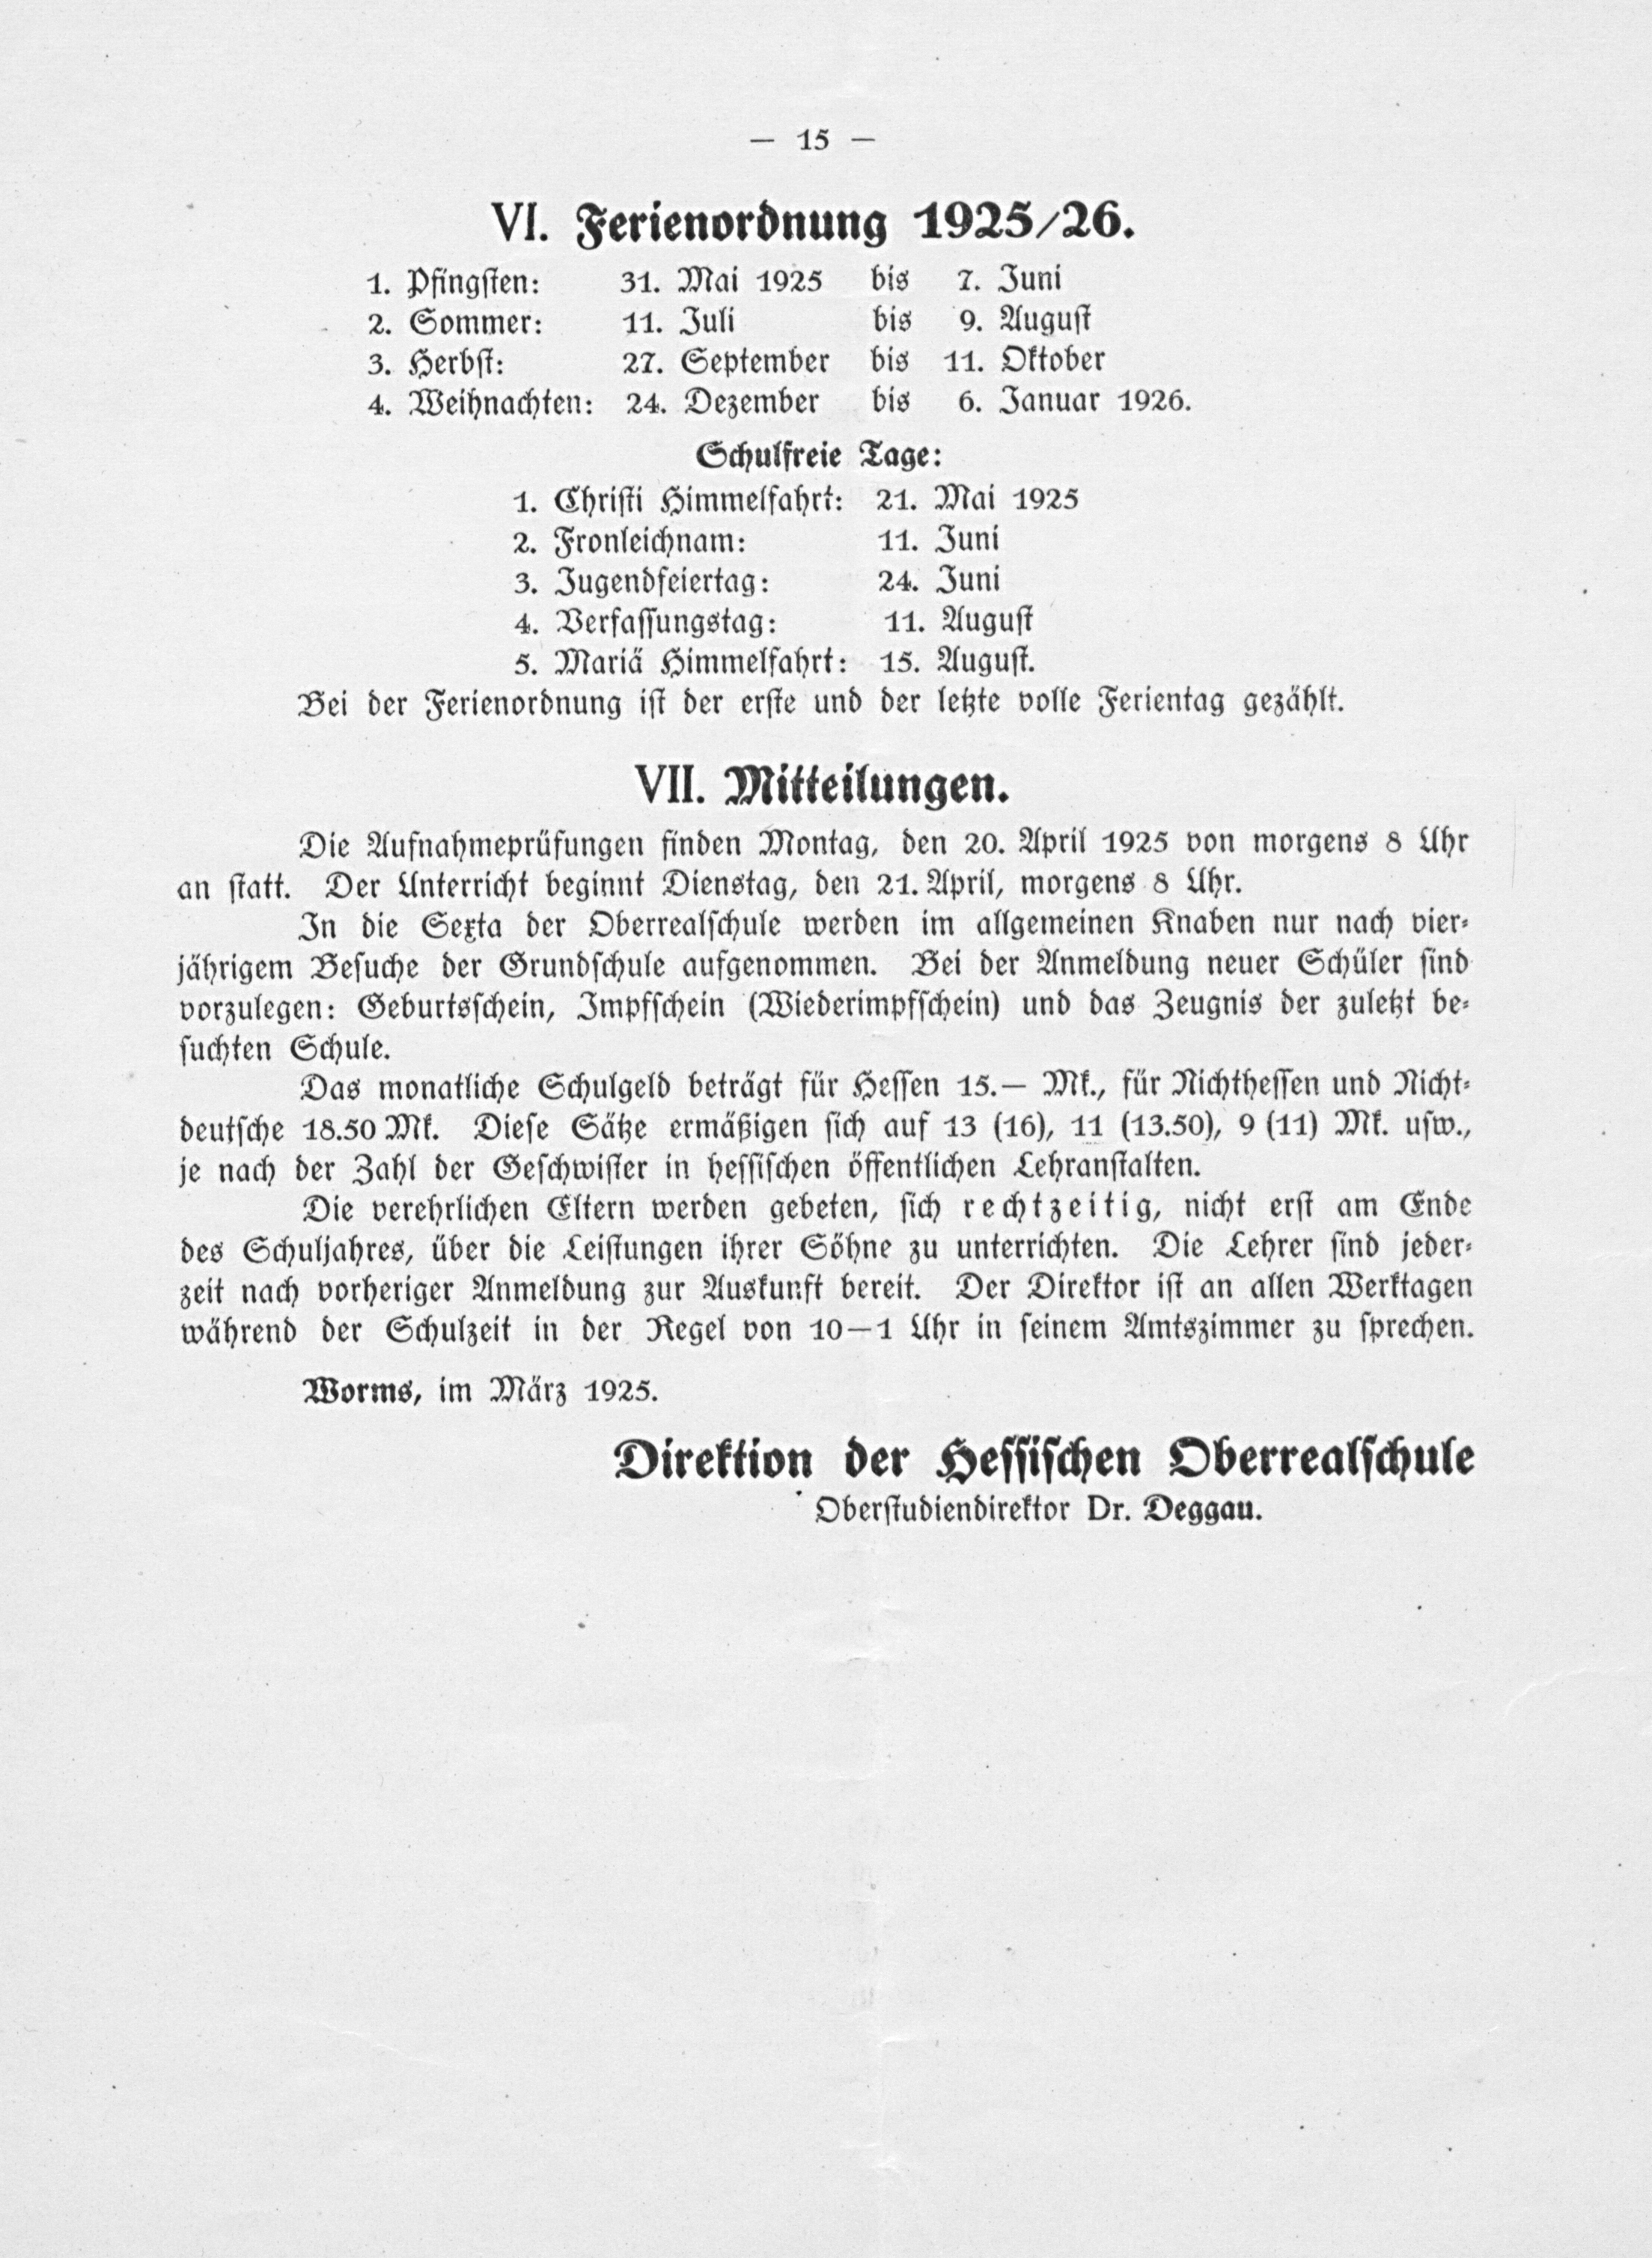 — 15 —
VI. Ferienordnung 1925/26.
1. Pfingsten: 31. Mai 1925 bis 7. Juni
2. Sommer: 11. Juli bis 9. August
3. Herbst: 27. September bis 11. Oktober
4. Weihnachten: 24. Dezember bis 6. Januar 1926.
Schulfreie Tage:
1. Christi Himmelfahrt: 21. Mai 1925
2. Fronleichnam: 11. Juni
3. Jugendfeiertag: 24. Juni
4. Verfassungstag: 11. August
5. Mariä Himmelfahrt: 15. August.
Bei der Ferienordnung ist der erste und der letzte volle Ferientag gezählt.
VII. Mitteilungen.
Die Aufnahmeprüfungen finden Montag, den 20. April 1925 von morgens 8 Uhr
an statt. Der Unterricht beginnt Dienstag, den 21. April, morgens 8 Uhr.
In die Sexta der Oberrealschule werden im allgemeinen Knaben nur nach vier-
jährigem Besuche der Grundschule aufgenommen. Bei der Anmeldung neuer Schüler sind
vorzulegen: Geburtsschein, Impfschein (Wiederimpfschein) und das Zeugnis der zuletzt be-
suchten Schule.
Das monatliche Schulgeld beträgt für Hessen 15.— Mk., für Nichthessen und Nicht-
deutsche 18.50 Mk. Diese Sätze ermäßigen sich auf 13 (16), 11 (13.50), 9 (11) Mk. usw.,
je nach der Zahl der Geschwister in hessischen öffentlichen Lehranstalten.
Die verehrlichen Eltern werden gebeten, sich rechtzeitig, nicht erst am Ende
des Schuljahres, über die Leistungen ihrer Söhne zu unterrichten. Die Lehrer sind jeder-
zeit nach vorheriger Anmeldung zur Auskunft bereit. Der Direktor ist an allen Werktagen
während der Schulzeit in der Regel von 10—1 Uhr in seinem Amtszimmer zu sprechen.
Worms, im März 1925.
Direktion der Hessischen Oberrealschule
Oberstudiendirektor Dr. Deggau.